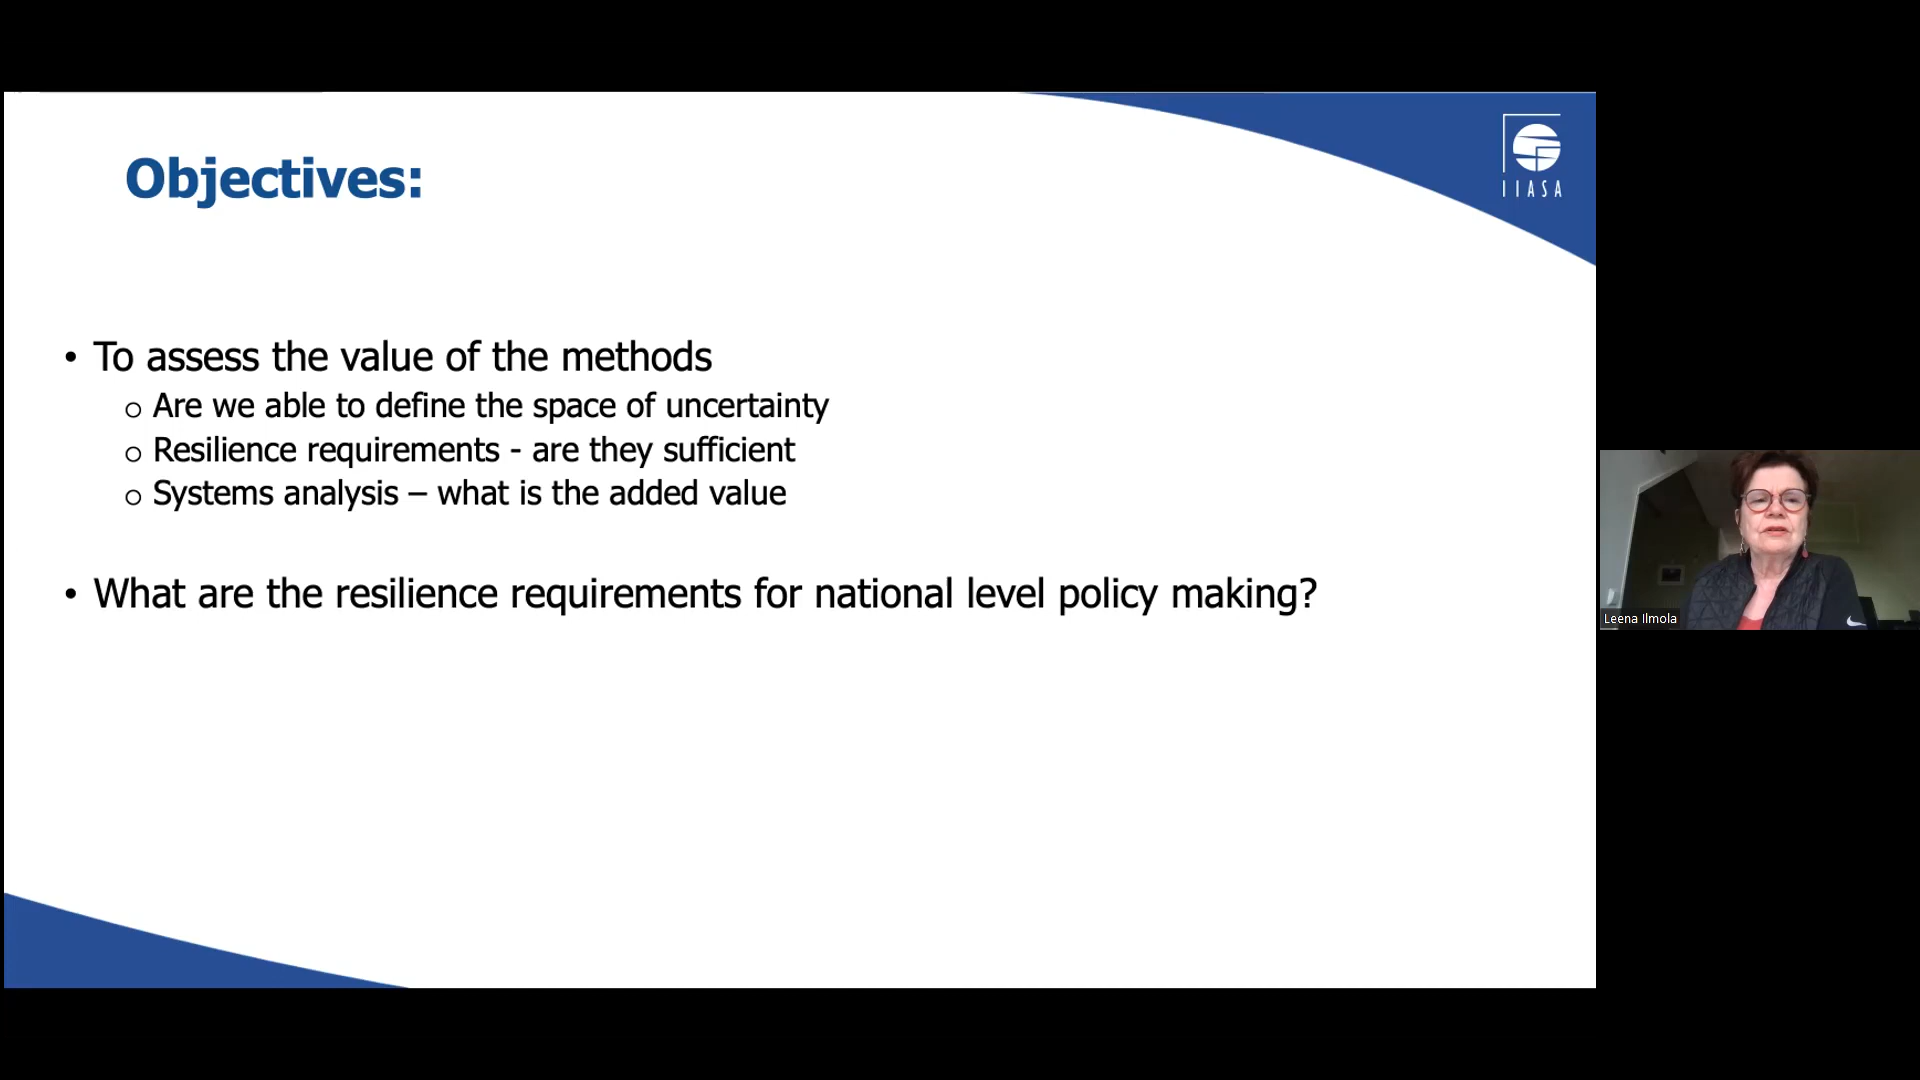 Objectives:
IIASA
• To assess the value of the methods
o Are we able to define the space of uncertainty
o Resilience requirements - are they sufficient
o Systems analysis – what is the added value
• What are the resilience requirements for national level policy making?
Leena Ilmola